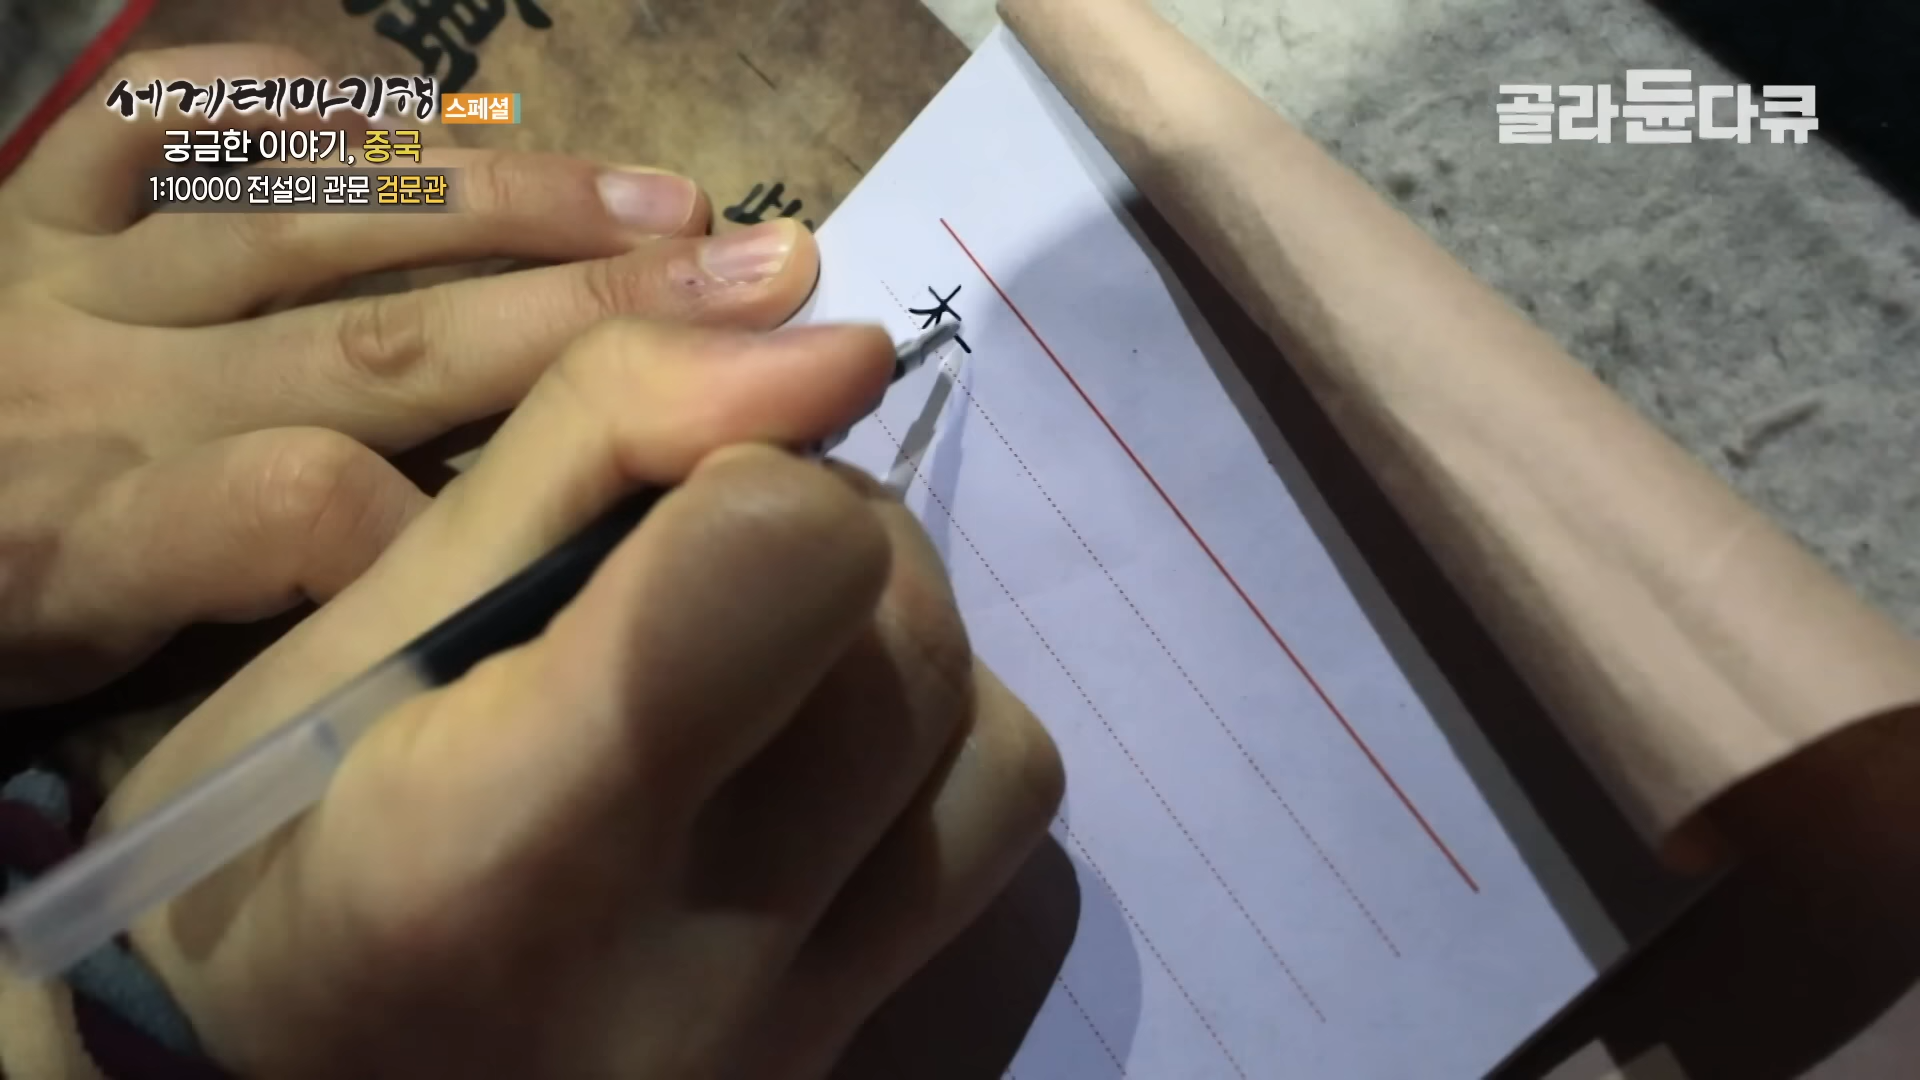 세계테마기행 스페셜
궁금한 이야기, 중국
1:10000 전설의 관문 검문관
골라듄다큐